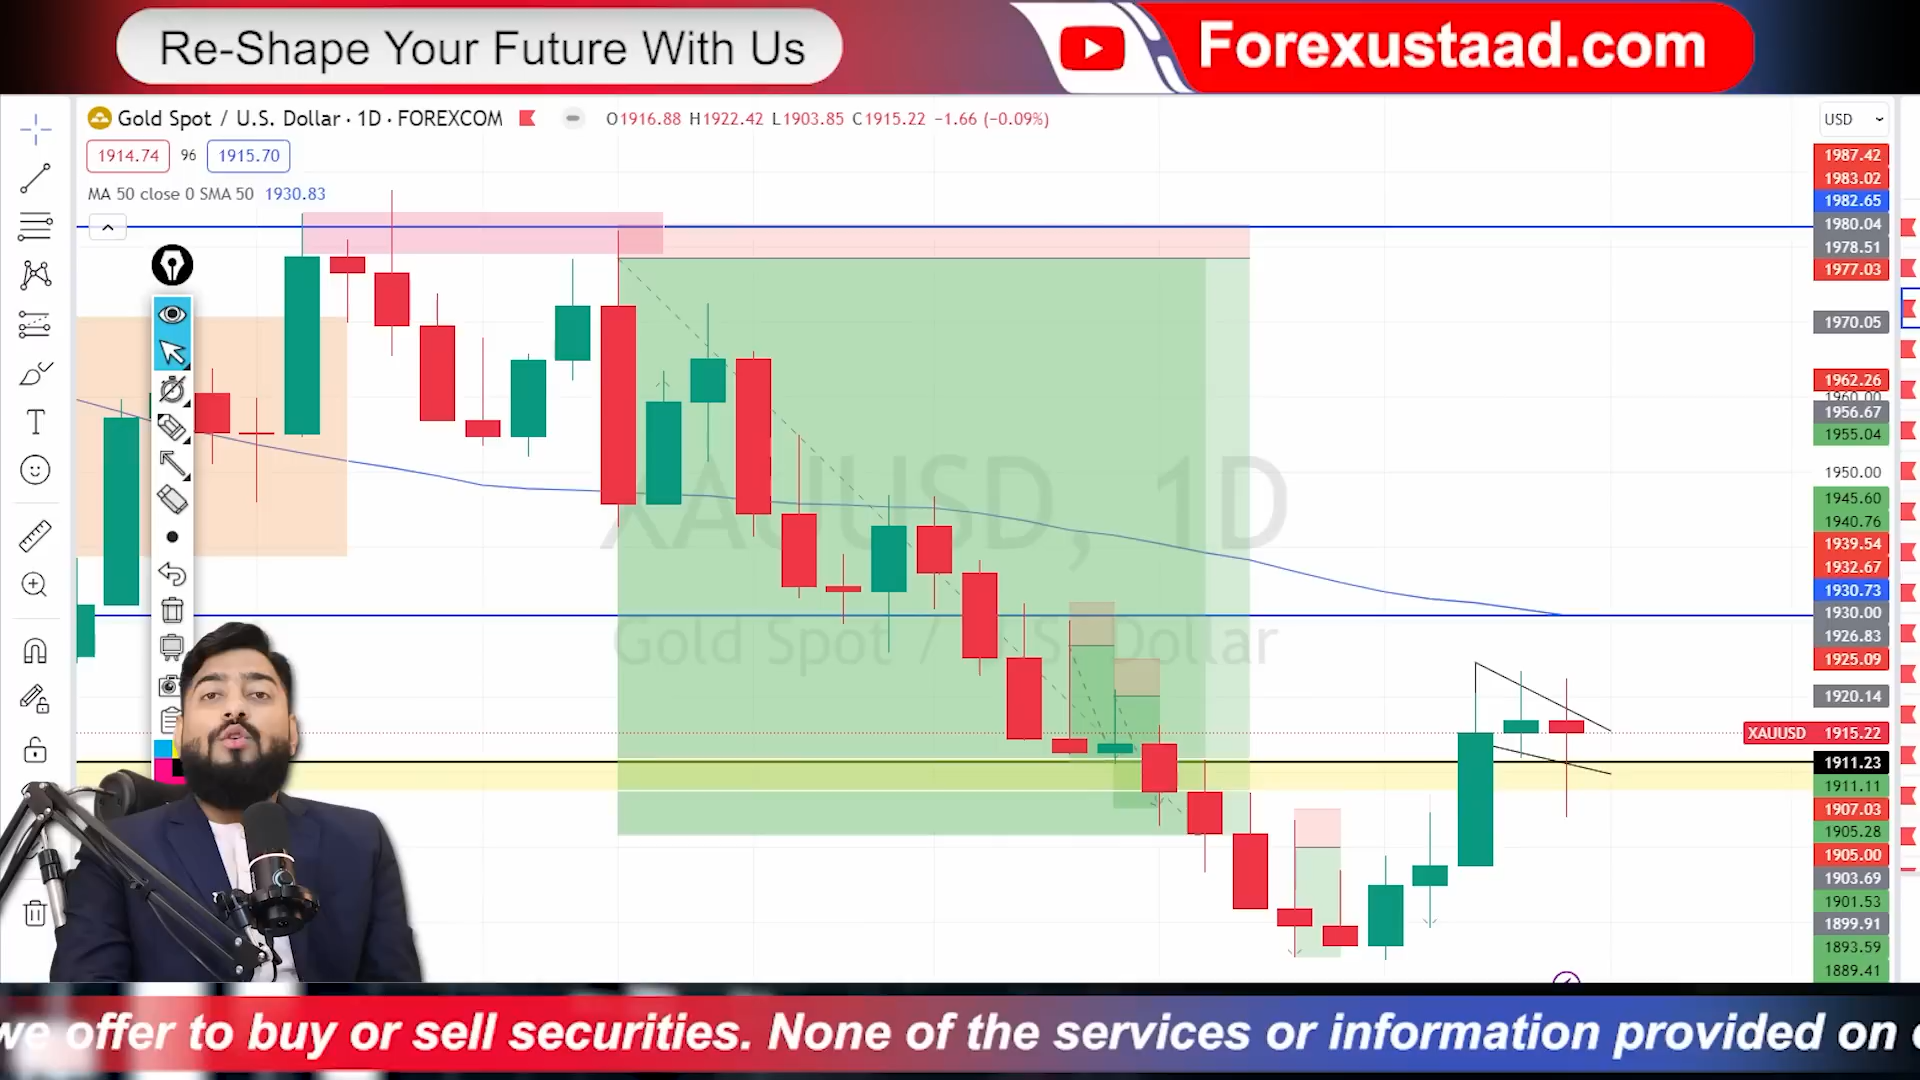 Re-Shape Your Future With Us
Forexustaad.com
Gold Spot / U.S. Dollar · 1D · FOREXCOM
O1916.88 H1922.42 L1903.85 C1915.22 −1.66 (−0.09%)
USD
1914.74 96 1915.70
MA 50 close 0 SMA 50 1930.83
1987.42
1983.02
1982.65
1980.04
1978.51
1977.03
1970.05
1962.26
1960.00
1956.67
1955.04
1950.00
1945.60
1940.76
1939.54
1932.67
1930.73
1930.00
1926.83
1925.09
1920.14
XAUUSD 1915.22
1911.23
1911.11
1907.03
1905.28
1905.00
1903.69
1901.53
1899.91
1893.59
1889.41
XAUUSD, 1D
Gold Spot / U.S. Dollar
we offer to buy or sell securities. None of the services or information provided on